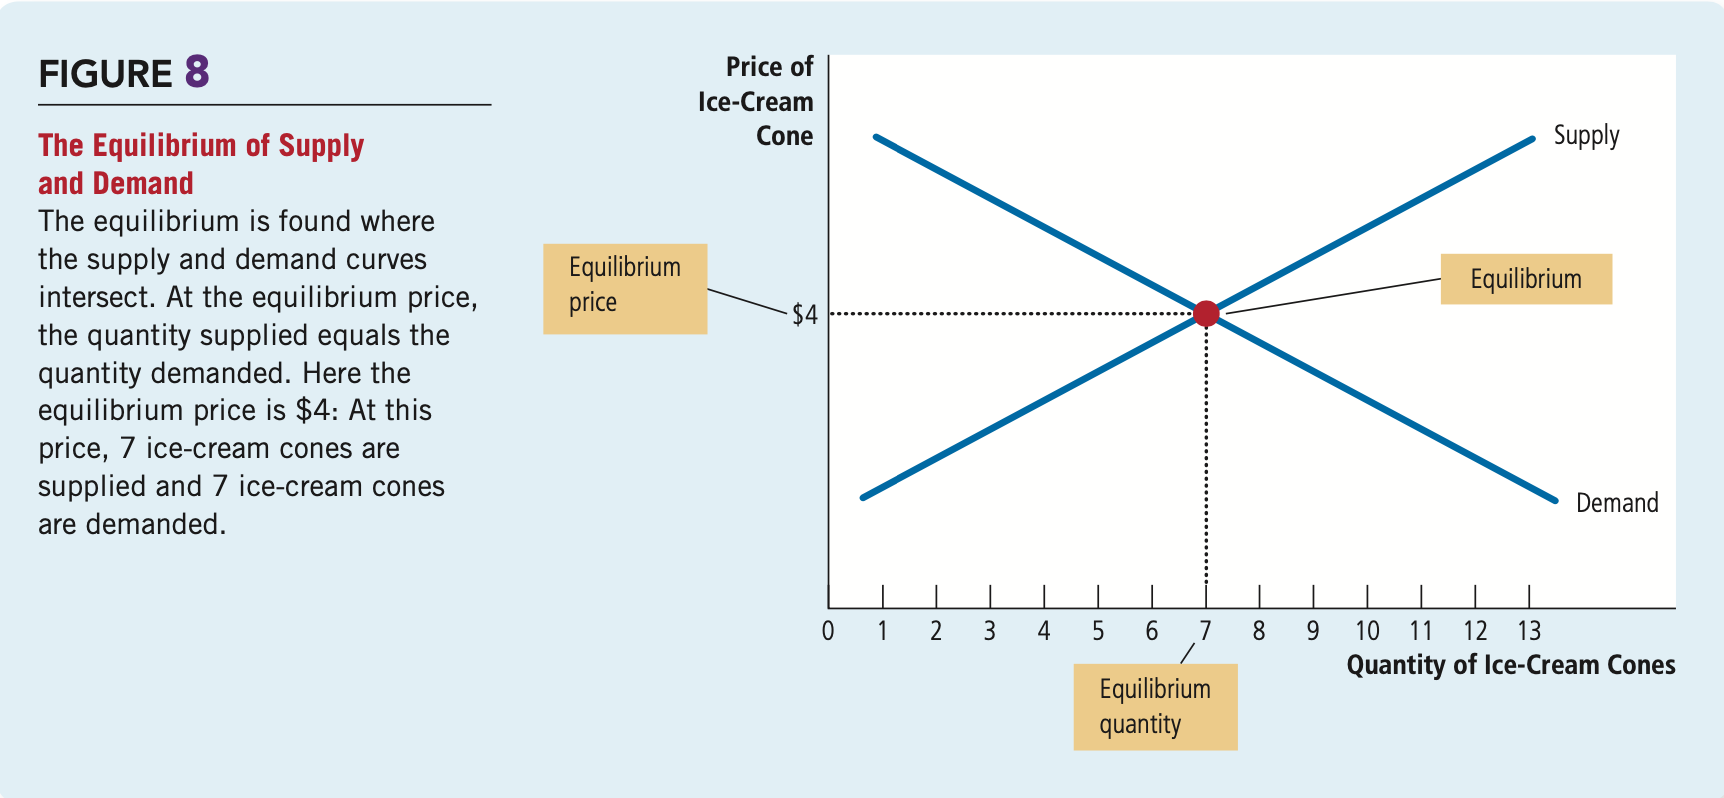 FIGURE 8
The Equilibrium of Supply
and Demand
The equilibrium is found where
the supply and demand curves
intersect. At the equilibrium price,
the quantity supplied equals the
quantity demanded. Here the
equilibrium price is $4: At this
price, 7 ice-cream cones are
supplied and 7 ice-cream cones
are demanded.
Price of
Ice-Cream
Cone
Supply
Equilibrium
price
Equilibrium
$4
Demand
0 1 2 3 4 5 6 7 8 9 10 11 12 13
Quantity of Ice-Cream Cones
Equilibrium
quantity